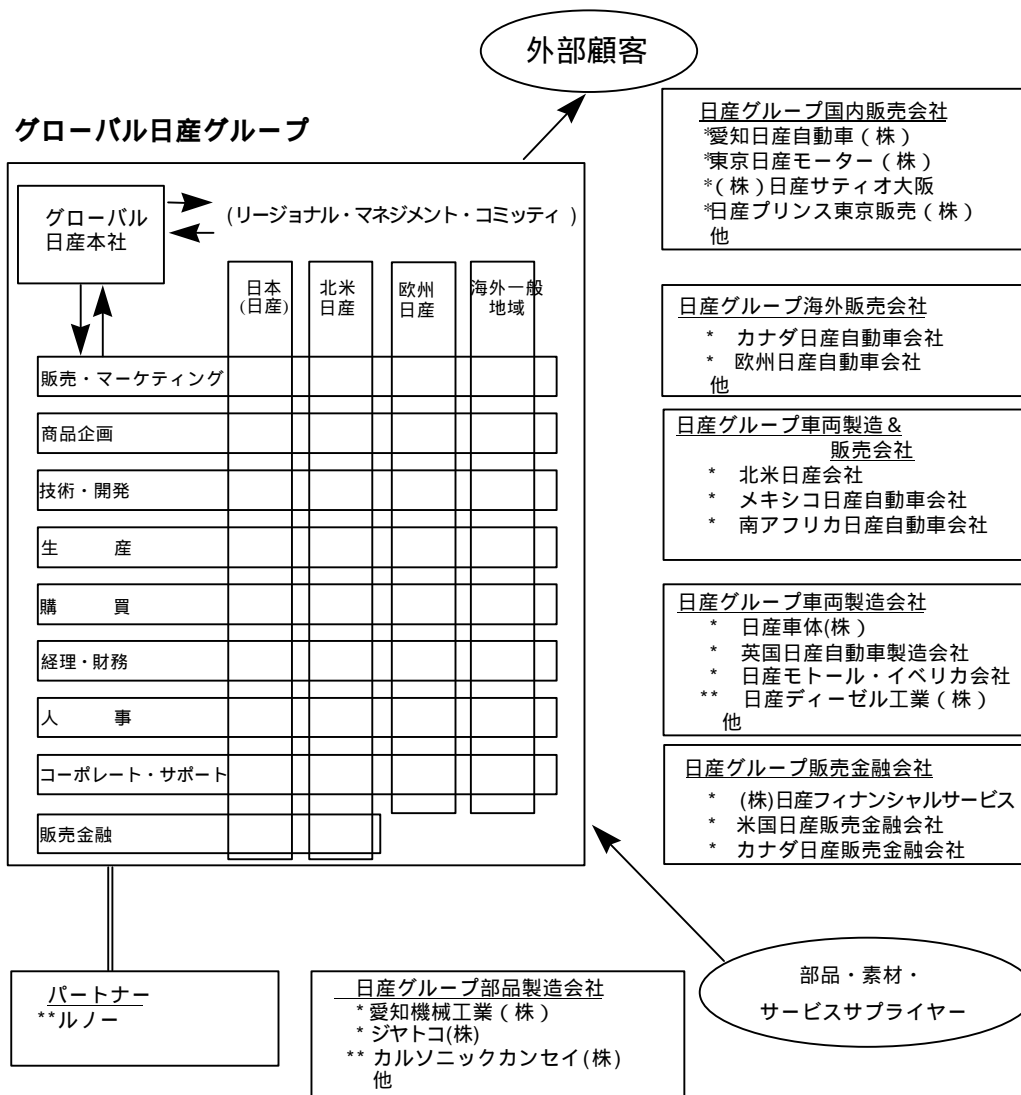 外部顧客
グローバル日産グループ
グローバル
日産本社
(リージョナル・マネジメント・コミッティ )
日本
(日産)
北米
日産
欧州
日産
海外一般
地域
販売・マーケティング
商品企画
技術・開発
生 産
購 買
経理・財務
人 事
コーポレート・サポート
販売金融
日産グループ国内販売会社
*愛知日産自動車(株)
*東京日産モーター(株)
*(株)日産サティオ大阪
*日産プリンス東京販売(株)
他
日産グループ海外販売会社
* カナダ日産自動車会社
* 欧州日産自動車会社
他
日産グループ車両製造&
販売会社
* 北米日産会社
* メキシコ日産自動車会社
* 南アフリカ日産自動車会社
日産グループ車両製造会社
* 日産車体(株)
* 英国日産自動車製造会社
* 日産モトール・イベリカ会社
** 日産ディーゼル工業(株)
他
日産グループ販売金融会社
* (株)日産フィナンシャルサービス
* 米国日産販売金融会社
* カナダ日産販売金融会社
パートナー
**ルノー
日産グループ部品製造会社
* 愛知機械工業(株)
* ジヤトコ(株)
** カルソニックカンセイ(株)
他
部品・素材・
サービスサプライヤー